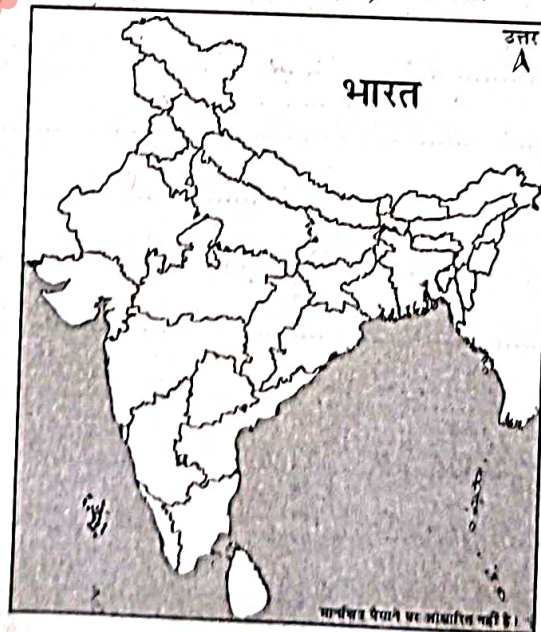 उत्तर
भारत
मानचित्र पैमाने पर आधारित नहीं है।